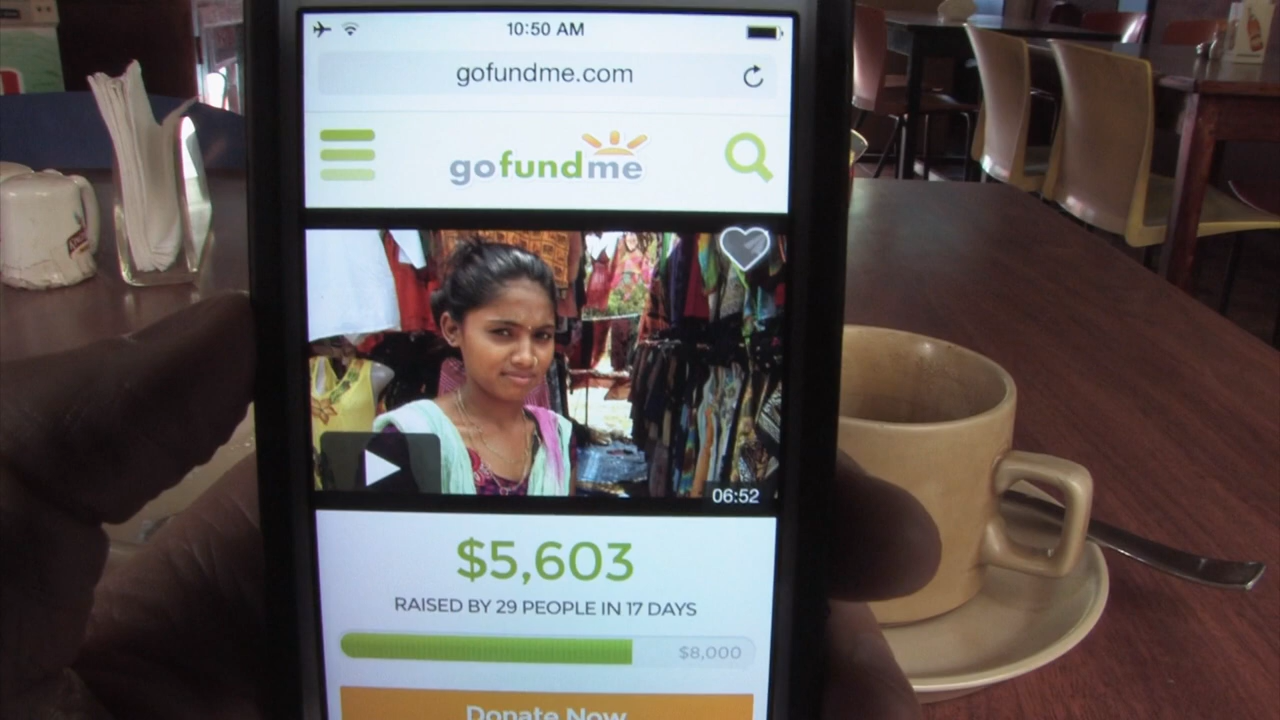 10:50 AM
gofundme.com
gofundme
06:52
$5,603
RAISED BY 29 PEOPLE IN 17 DAYS
$8,000
Donate Now